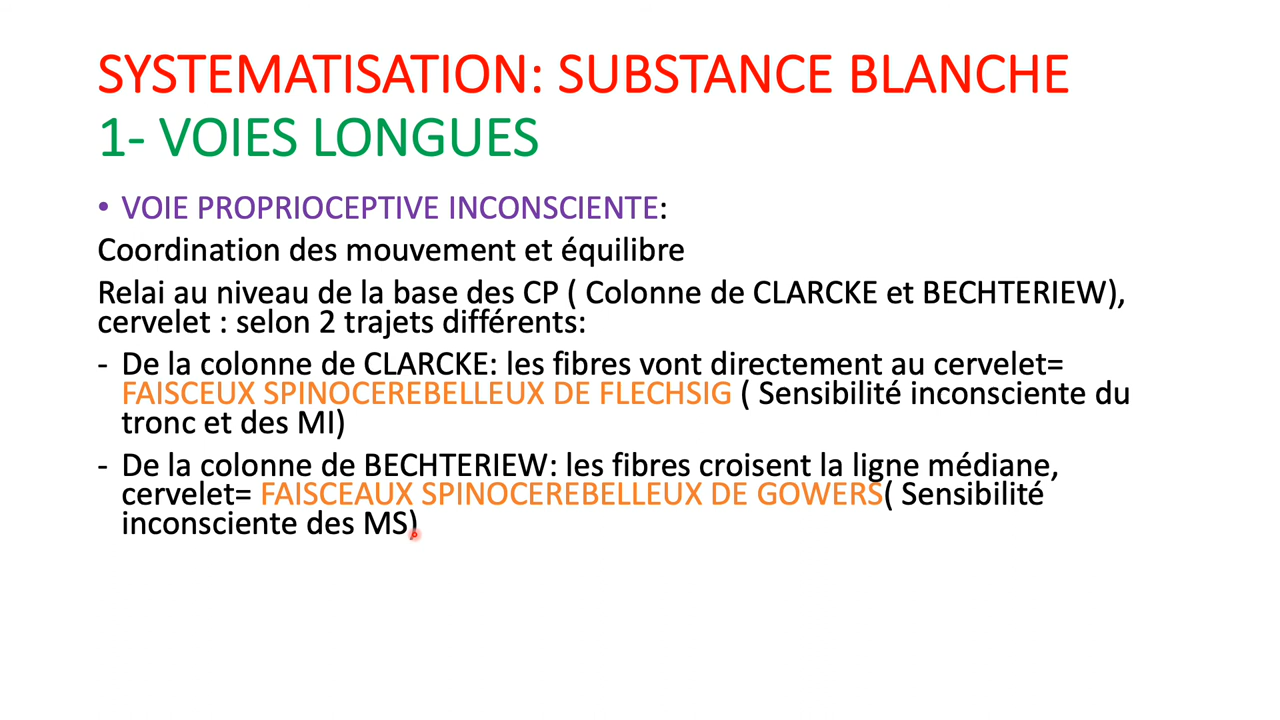 SYSTEMATISATION: SUBSTANCE BLANCHE
1- VOIES LONGUES
• VOIE PROPRIOCEPTIVE INCONSCIENTE:
Coordination des mouvement et équilibre
Relai au niveau de la base des CP ( Colonne de CLARCKE et BECHTERIEW),
cervelet : selon 2 trajets différents:
- De la colonne de CLARCKE: les fibres vont directement au cervelet=
FAISCEUX SPINOCEREBELLEUX DE FLECHSIG ( Sensibilité inconsciente du
tronc et des MI)
- De la colonne de BECHTERIEW: les fibres croisent la ligne médiane,
cervelet= FAISCEAUX SPINOCEREBELLEUX DE GOWERS( Sensibilité
inconsciente des MS)